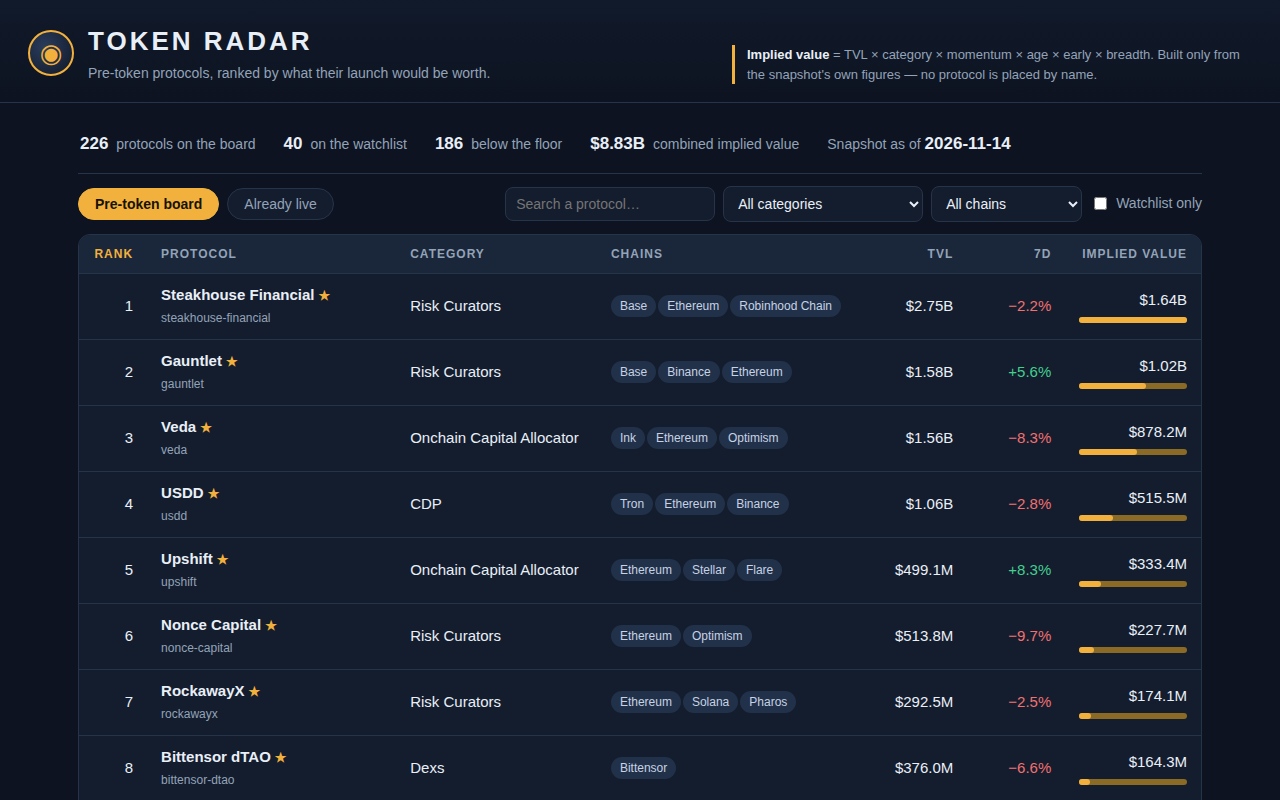 TOKEN RADAR
Pre-token protocols, ranked by what their launch would be worth.
Implied value = TVL × category × momentum × age × early × breadth. Built only from
the snapshot's own figures — no protocol is placed by name.
226 protocols on the board 40 on the watchlist 186 below the floor $8.83B combined implied value Snapshot as of 2026-11-14
Pre-token board Already live Search a protocol… All categories All chains Watchlist only
RANK PROTOCOL CATEGORY CHAINS TVL 7D IMPLIED VALUE
1 Steakhouse Financial ★ Risk Curators Base Ethereum Robinhood Chain $2.75B −2.2% $1.64B
steakhouse-financial
2 Gauntlet ★ Risk Curators Base Binance Ethereum $1.58B +5.6% $1.02B
gauntlet
3 Veda ★ Onchain Capital Allocator Ink Ethereum Optimism $1.56B −8.3% $878.2M
veda
4 USDD ★ CDP Tron Ethereum Binance $1.06B −2.8% $515.5M
usdd
5 Upshift ★ Onchain Capital Allocator Ethereum Stellar Flare $499.1M +8.3% $333.4M
upshift
6 Nonce Capital ★ Risk Curators Ethereum Optimism $513.8M −9.7% $227.7M
nonce-capital
7 RockawayX ★ Risk Curators Ethereum Solana Pharos $292.5M −2.5% $174.1M
rockawayx
8 Bittensor dTAO ★ Dexs Bittensor $376.0M −6.6% $164.3M
bittensor-dtao